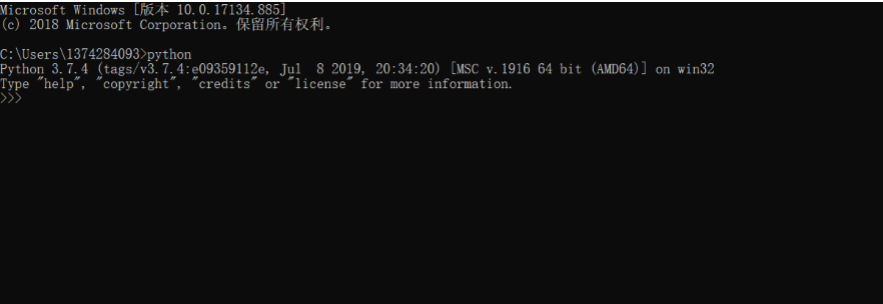 Microsoft Windows [版本 10.0.17134.885]
(c) 2018 Microsoft Corporation。保留所有权利。
C:\Users\1374284093>python
Python 3.7.4 (tags/v3.7.4:e09359112e, Jul  8 2019, 20:34:20) [MSC v.1916 64 bit (AMD64)] on win32
Type "help", "copyright", "credits" or "license" for more information.
>>>